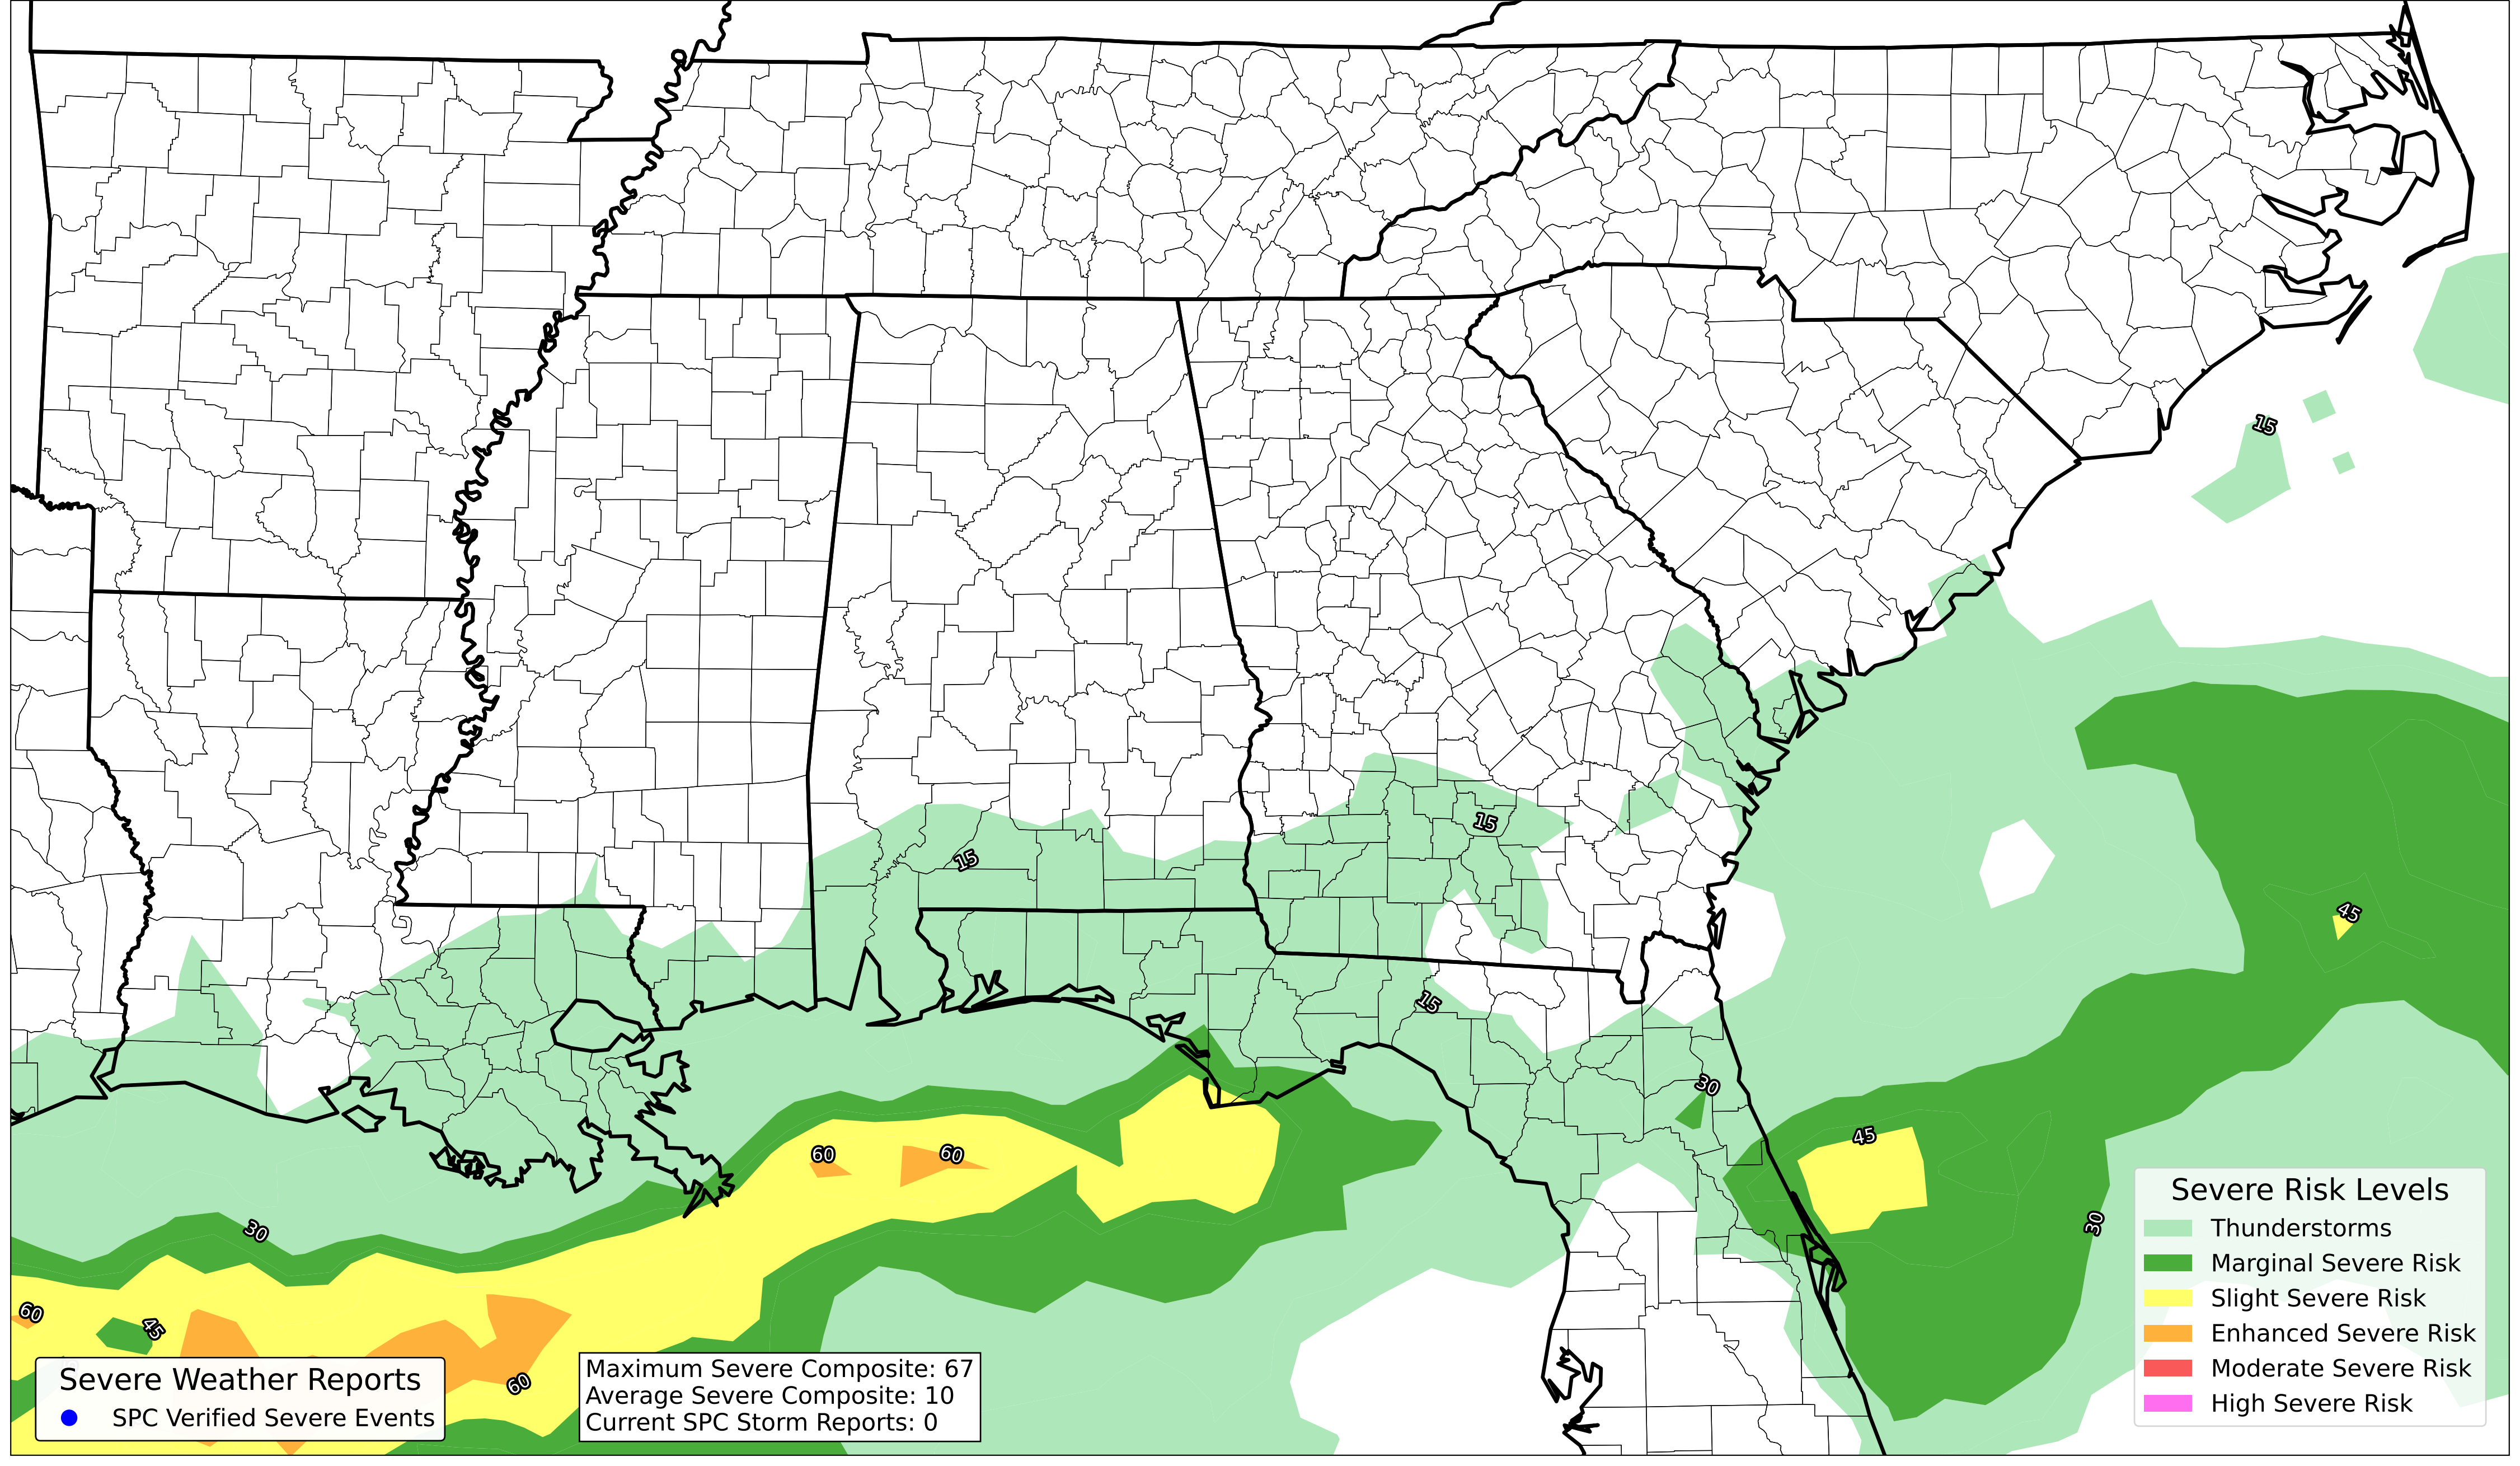 15
15
15
15
45
30
45
60
60
30
30
60
45
60
Severe Risk Levels
Thunderstorms
Marginal Severe Risk
Slight Severe Risk
Enhanced Severe Risk
Moderate Severe Risk
High Severe Risk
Severe Weather Reports
SPC Verified Severe Events
Maximum Severe Composite: 67
Average Severe Composite: 10
Current SPC Storm Reports: 0